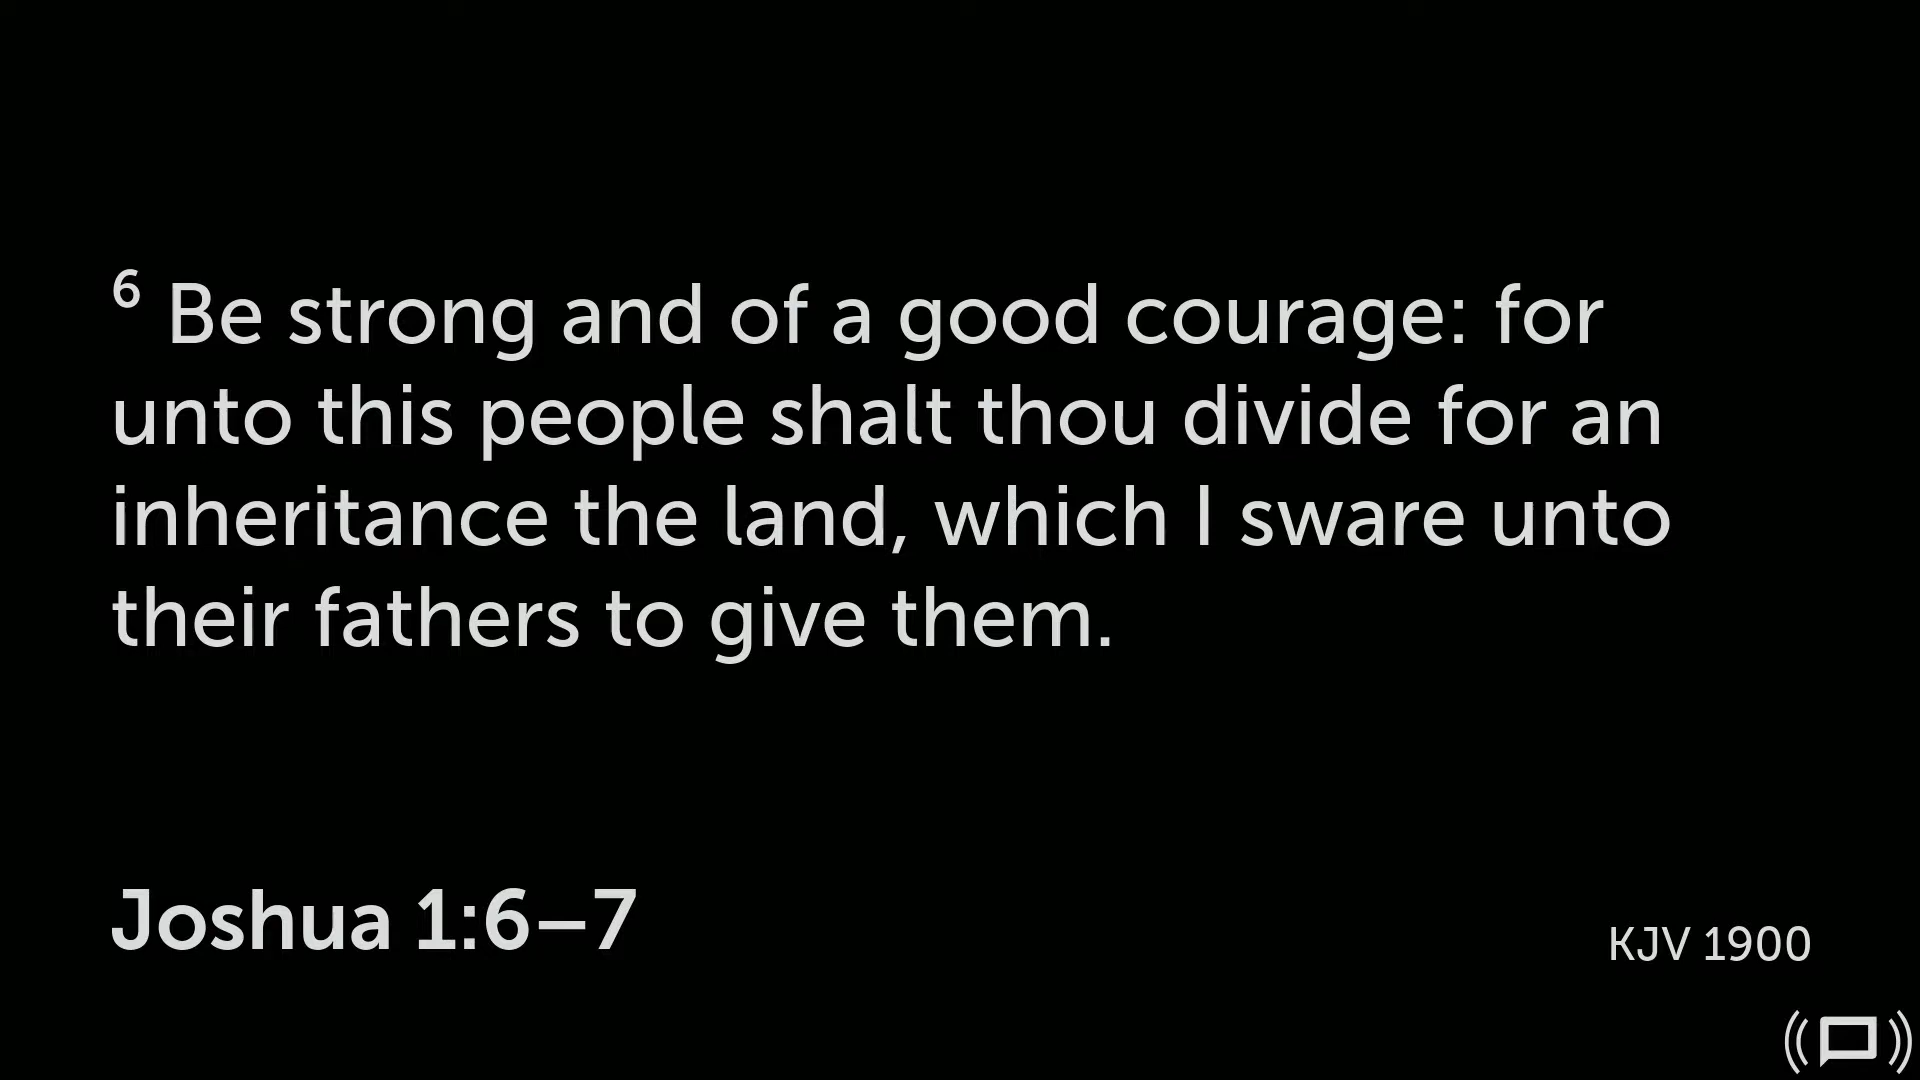 6 Be strong and of a good courage: for
unto this people shalt thou divide for an
inheritance the land, which I sware unto
their fathers to give them.
Joshua 1:6–7
KJV 1900